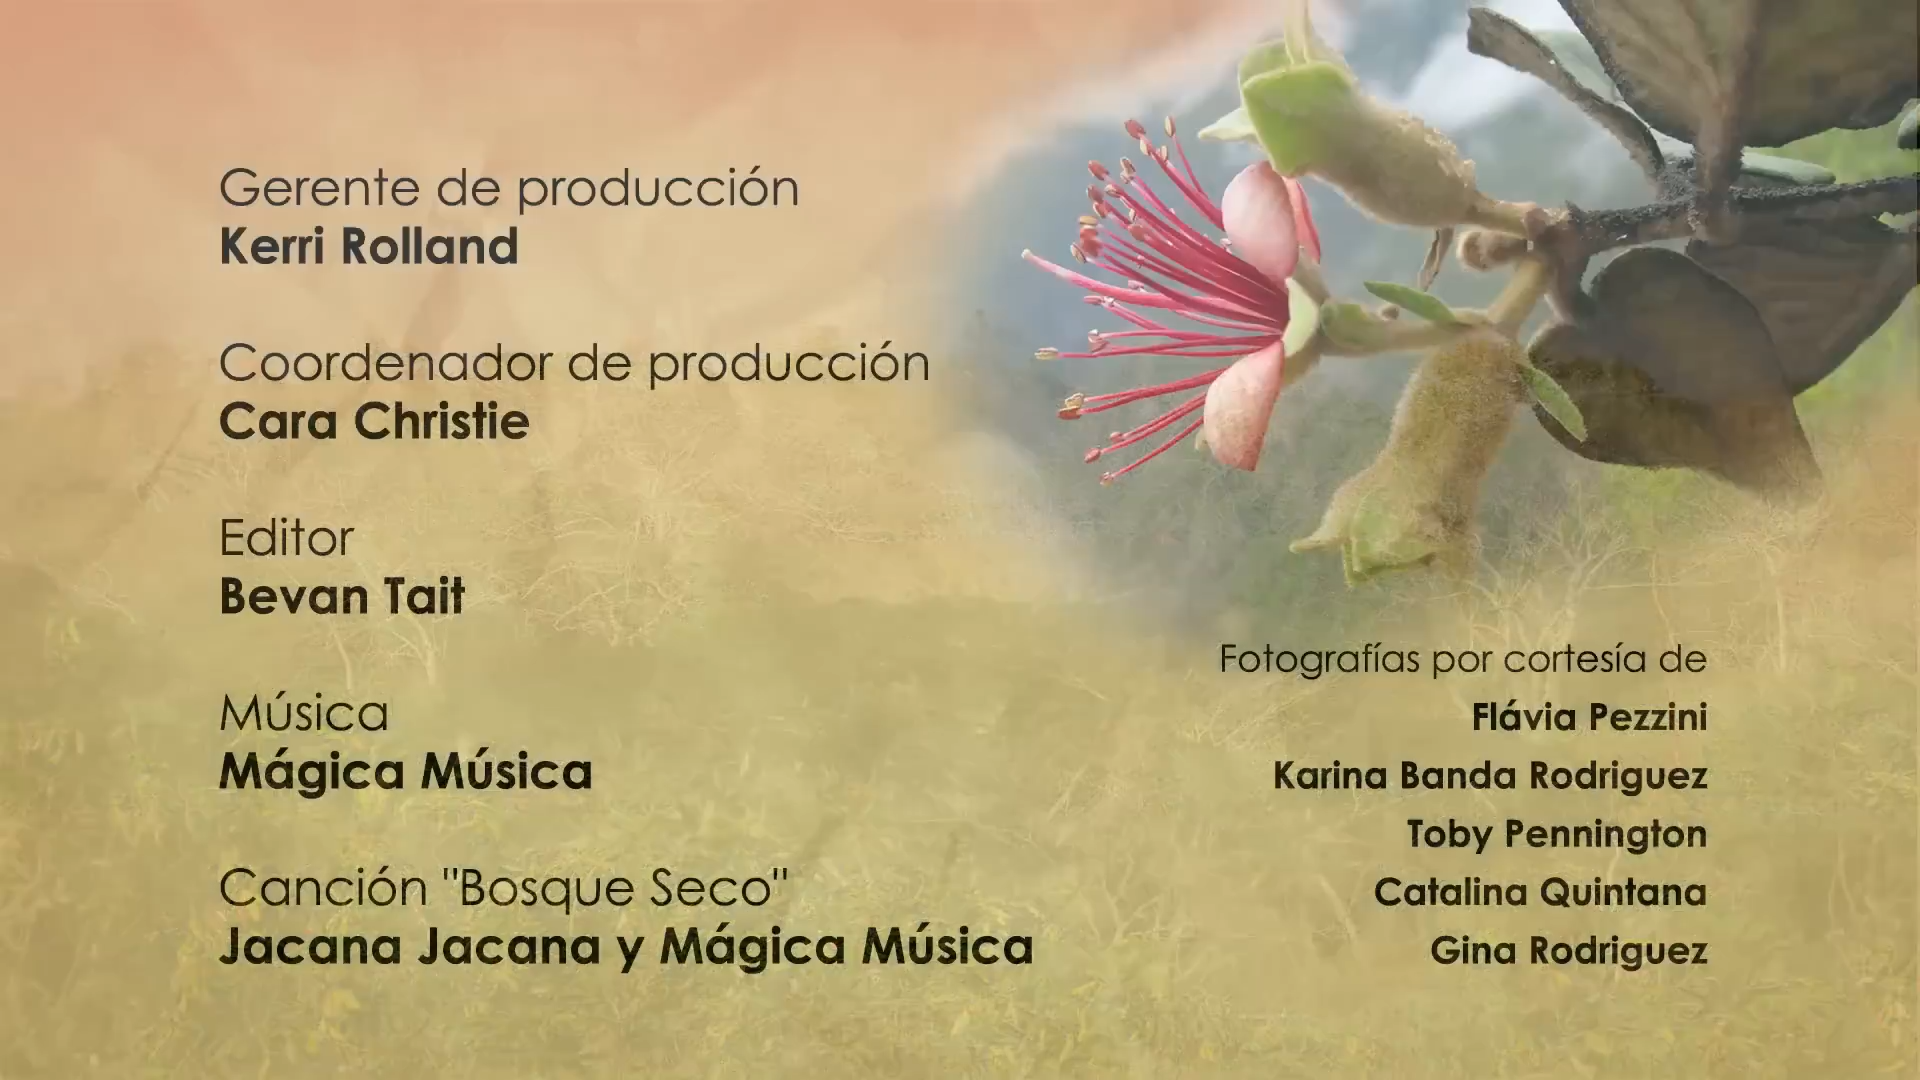 Gerente de producción
Kerri Rolland
Coordenador de producción
Cara Christie
Editor
Bevan Tait
Música
Mágica Música
Canción "Bosque Seco"
Jacana Jacana y Mágica Música
Fotografías por cortesía de
Flávia Pezzini
Karina Banda Rodriguez
Toby Pennington
Catalina Quintana
Gina Rodriguez